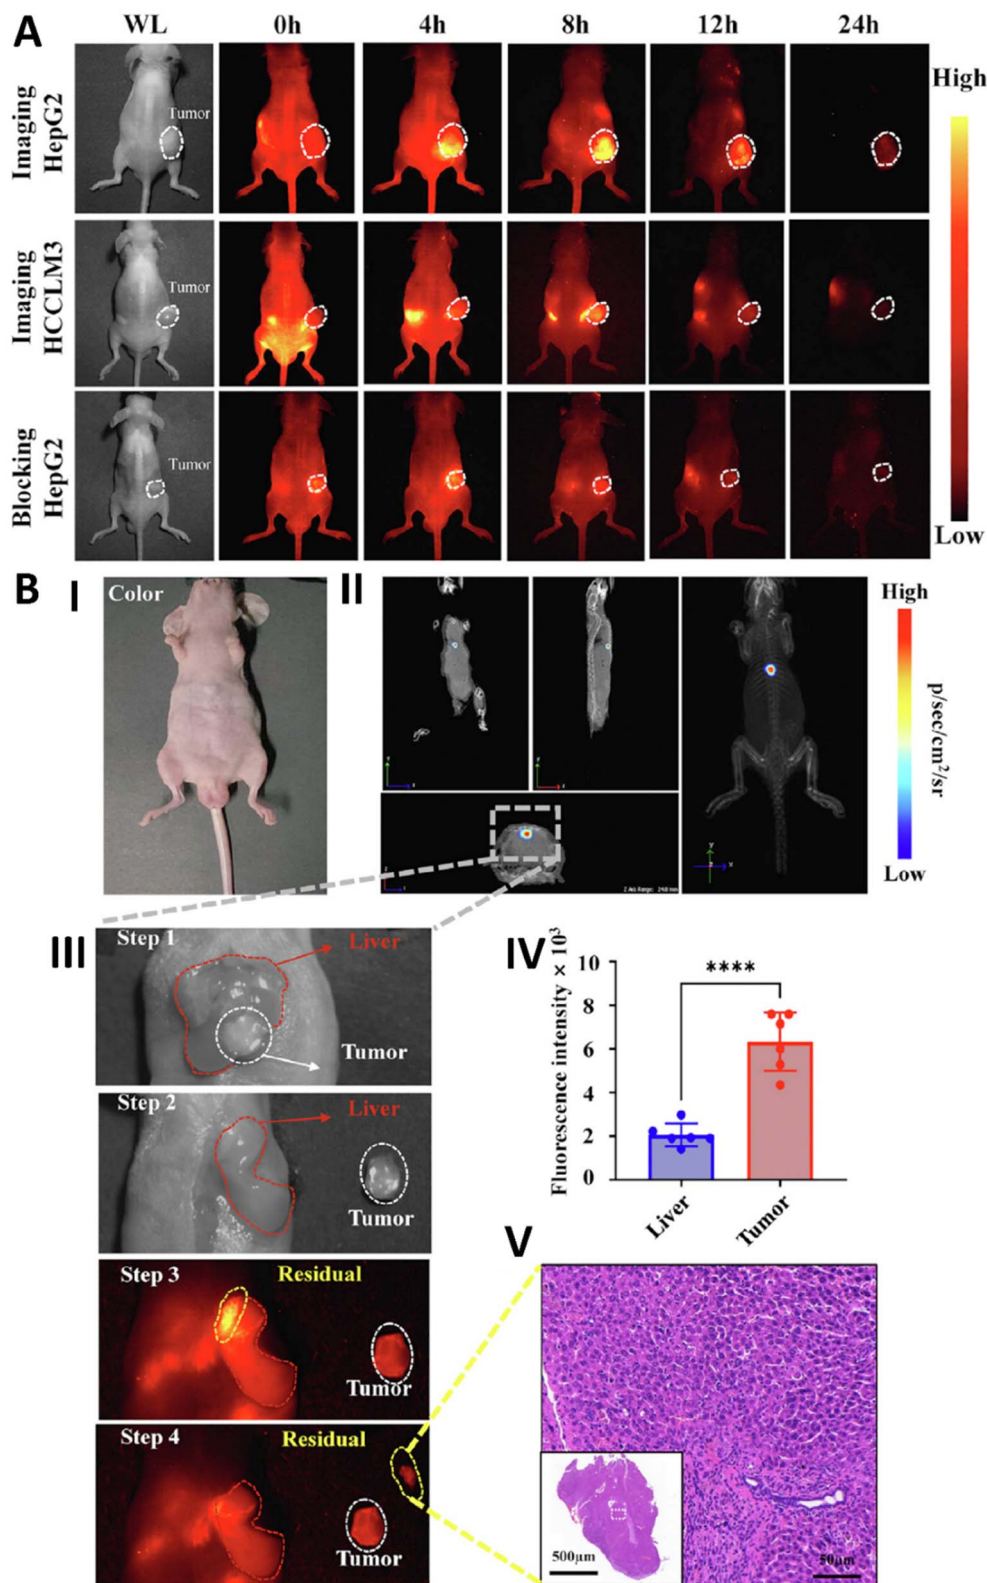 A
WL 0h 4h 8h 12h 24h
Imaging
HepG2
Tumor
High
Imaging
HCCLM3
Tumor
Blocking
HepG2
Tumor
Low
B I
Color
II
High
p/sec/cm²/sr
Low
III
Step 1
Liver
Tumor
Step 2
Liver
Tumor
Step 3
Residual
Tumor
Step 4
Residual
Tumor
IV
Fluorescence intensity × 10³
10
8
6
4
2
0
****
Liver
Tumor
V
500μm
50μm